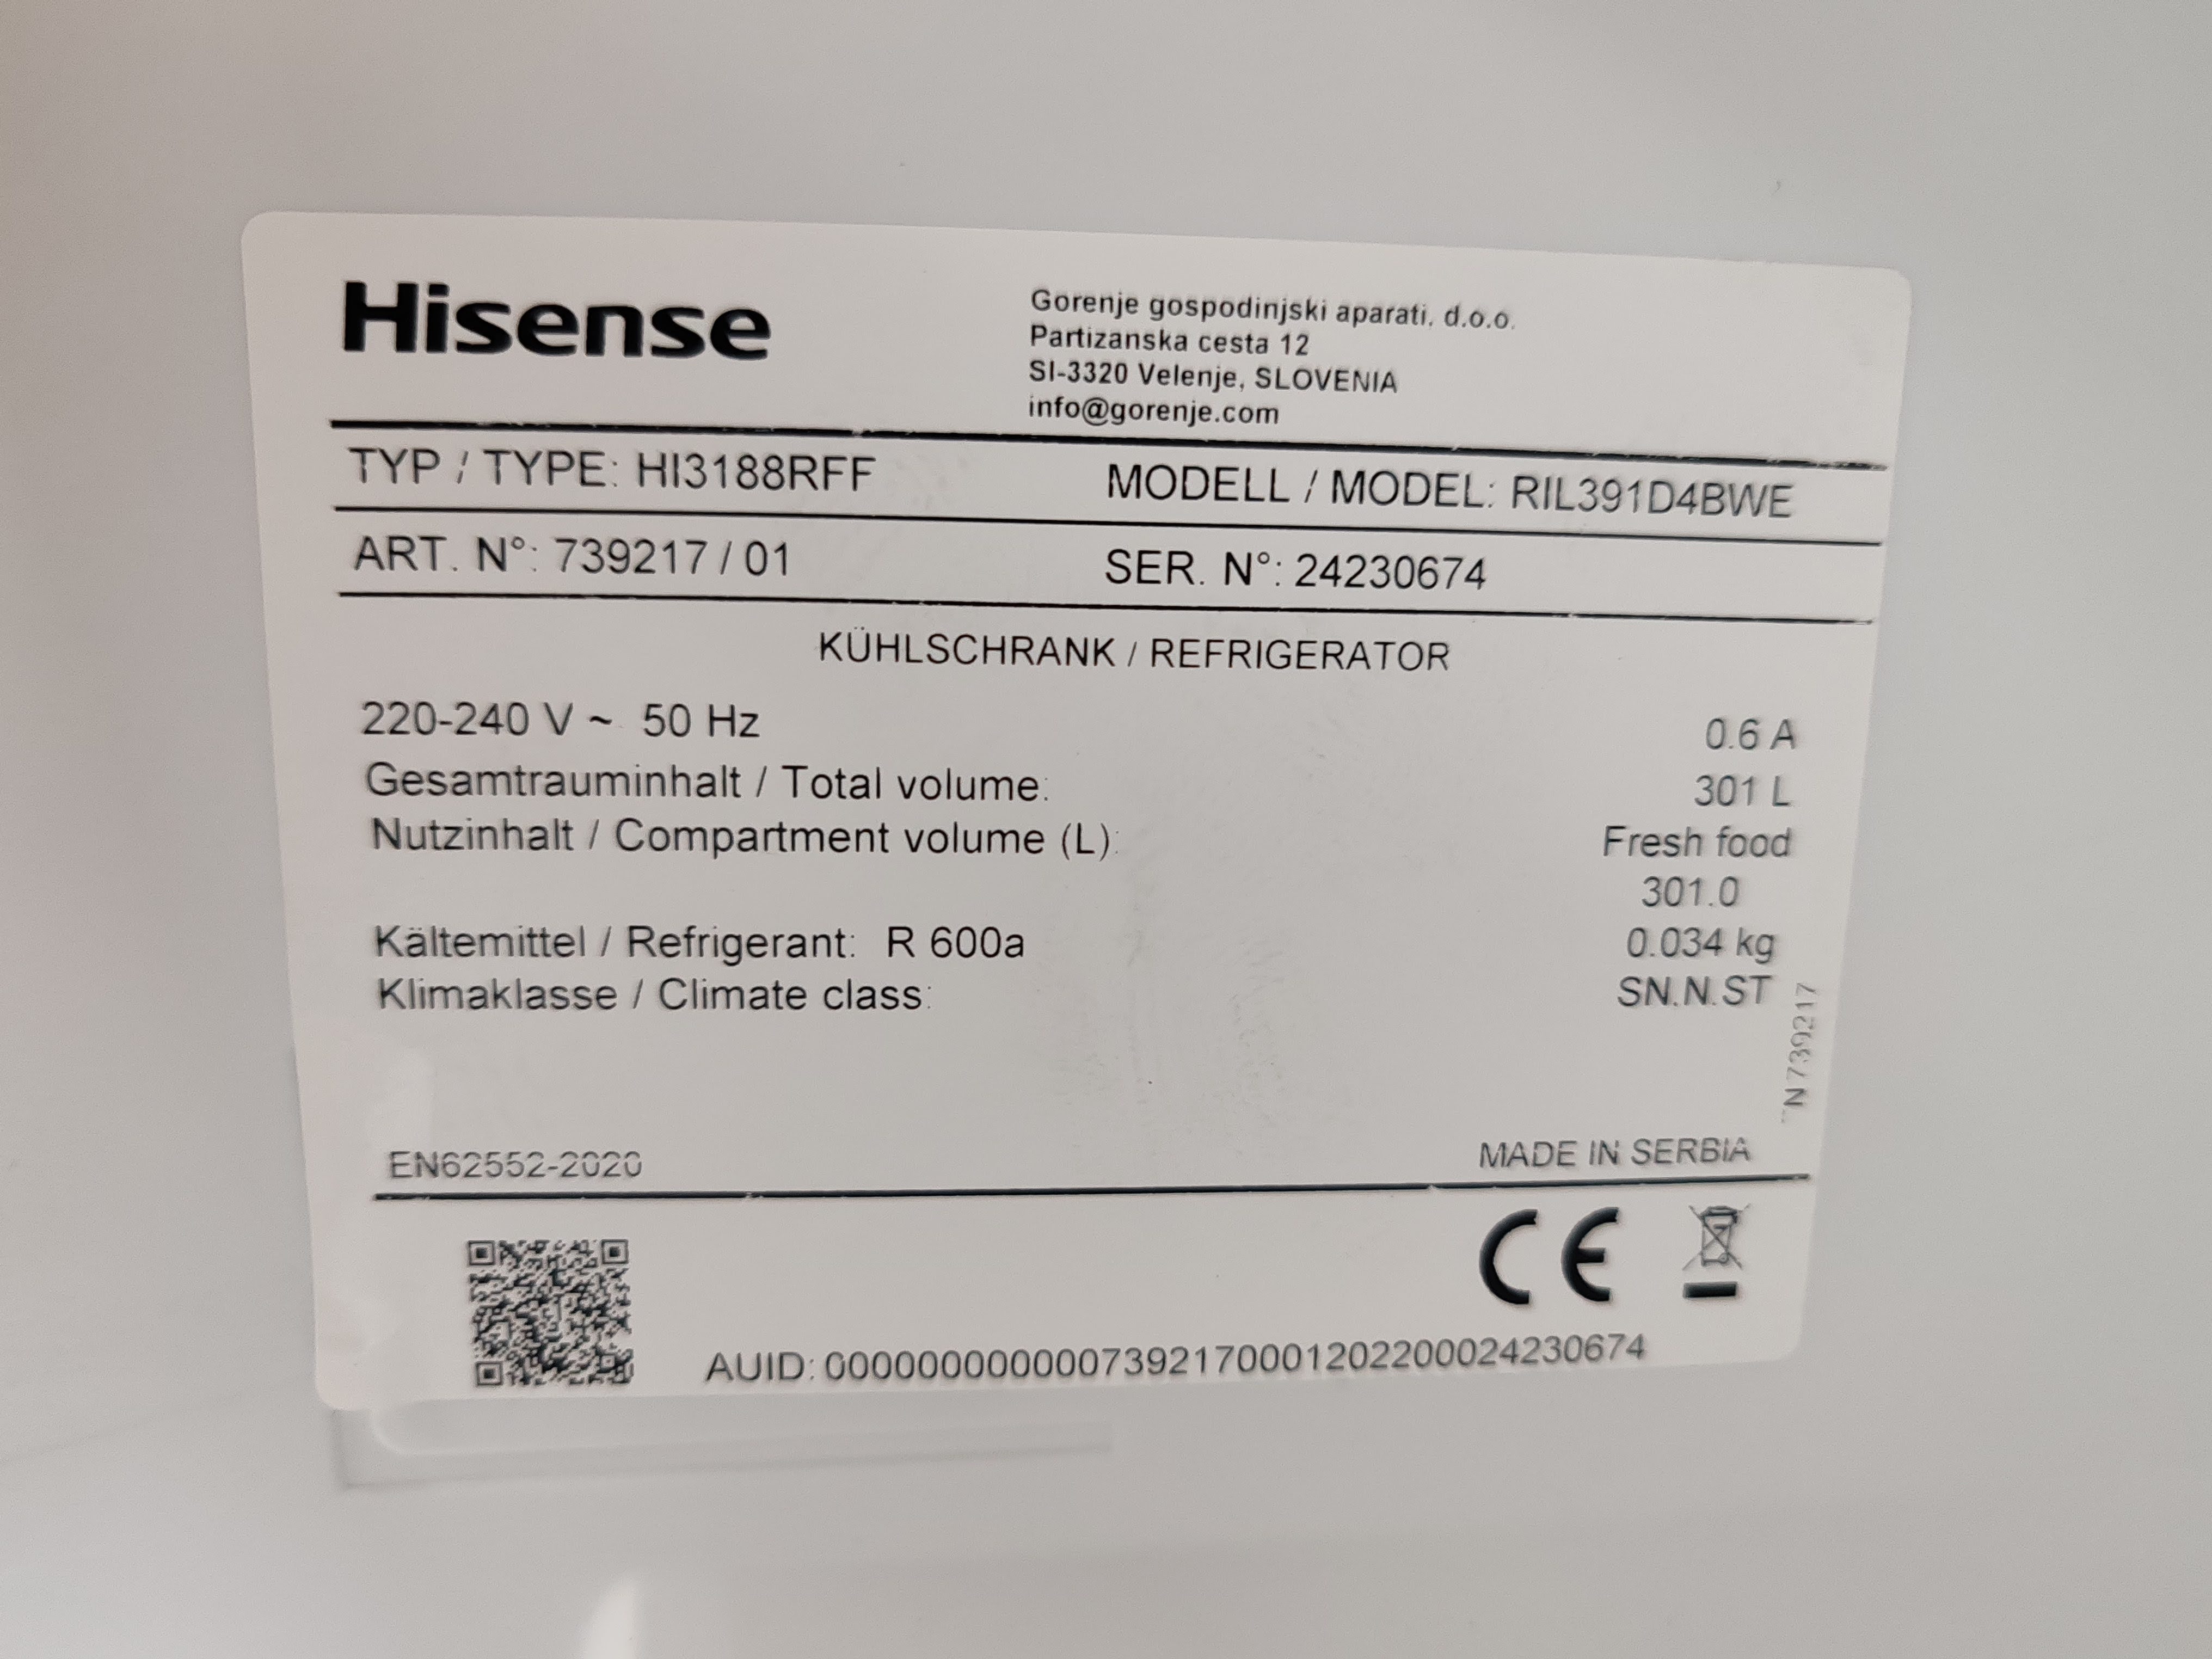 Hisense
Gorenje gospodinjski aparati, d.o.o.
Partizanska cesta 12
SI-3320 Velenje, SLOVENIA
info@gorenje.com
TYP / TYPE: HI3188RFF MODELL / MODEL: RIL391D4BWE
ART. N°: 739217 / 01 SER. N°: 24230674
KÜHLSCHRANK / REFRIGERATOR
220-240 V ~ 50 Hz 0.6 A
Gesamtrauminhalt / Total volume: 301 L
Nutzinhalt / Compartment volume (L): Fresh food
301.0
Kältemittel / Refrigerant: R 600a 0.034 kg
Klimaklasse / Climate class: SN.N.ST
N 739217
EN62552-2020 MADE IN SERBIA
CE
AUID: 0000000000007392170001202200024230674